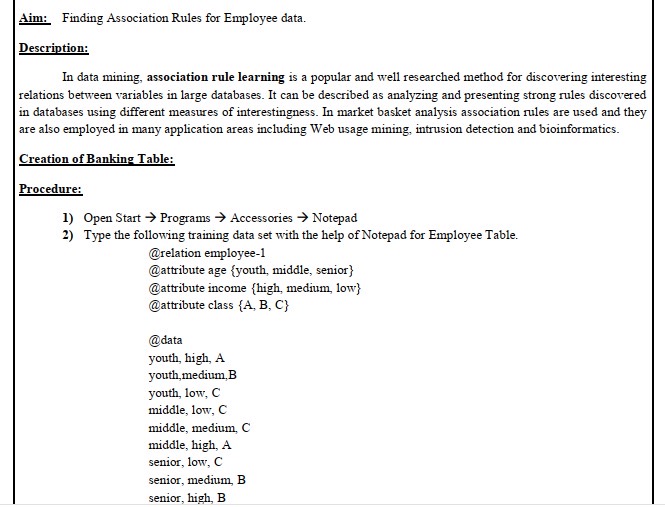 Aim: Finding Association Rules for Employee data.
Description:
In data mining, association rule learning is a popular and well researched method for discovering interesting
relations between variables in large databases. It can be described as analyzing and presenting strong rules discovered
in databases using different measures of interestingness. In market basket analysis association rules are used and they
are also employed in many application areas including Web usage mining, intrusion detection and bioinformatics.
Creation of Banking Table:
Procedure:
1) Open Start → Programs → Accessories → Notepad
2) Type the following training data set with the help of Notepad for Employee Table.
@relation employee-1
@attribute age {youth, middle, senior}
@attribute income {high, medium, low}
@attribute class {A, B, C}
@data
youth, high, A
youth,medium,B
youth, low, C
middle, low, C
middle, medium, C
middle, high, A
senior, low, C
senior, medium, B
senior, high, B